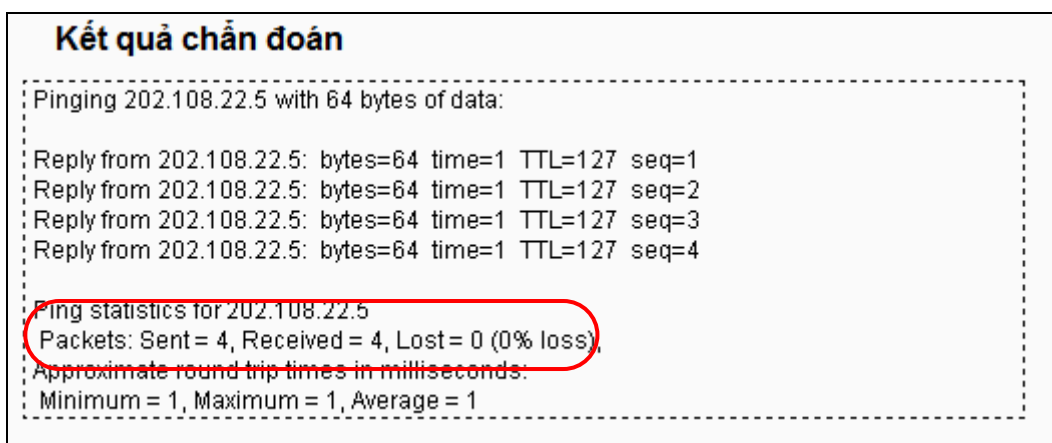 Kết quả chẩn đoán
Pinging 202.108.22.5 with 64 bytes of data:
Reply from 202.108.22.5:  bytes=64  time=1  TTL=127  seq=1
Reply from 202.108.22.5:  bytes=64  time=1  TTL=127  seq=2
Reply from 202.108.22.5:  bytes=64  time=1  TTL=127  seq=3
Reply from 202.108.22.5:  bytes=64  time=1  TTL=127  seq=4
Ping statistics for 202.108.22.5
Packets: Sent = 4, Received = 4, Lost = 0 (0% loss),
Approximate round trip times in milliseconds:
Minimum = 1, Maximum = 1, Average = 1